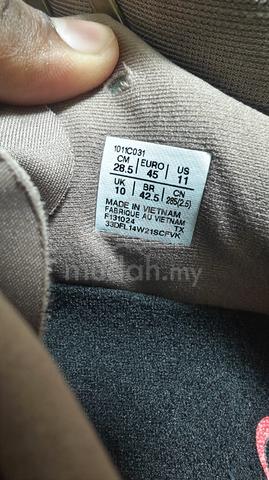 1011C031
CM EURO US
28.5 45 11
UK BR CN
10 42.5 285(2.5)
MADE IN VIETNAM
FABRIQUE AU VIETNAM
F131024 TX
33DFL14W21SCFVK
mudah.my